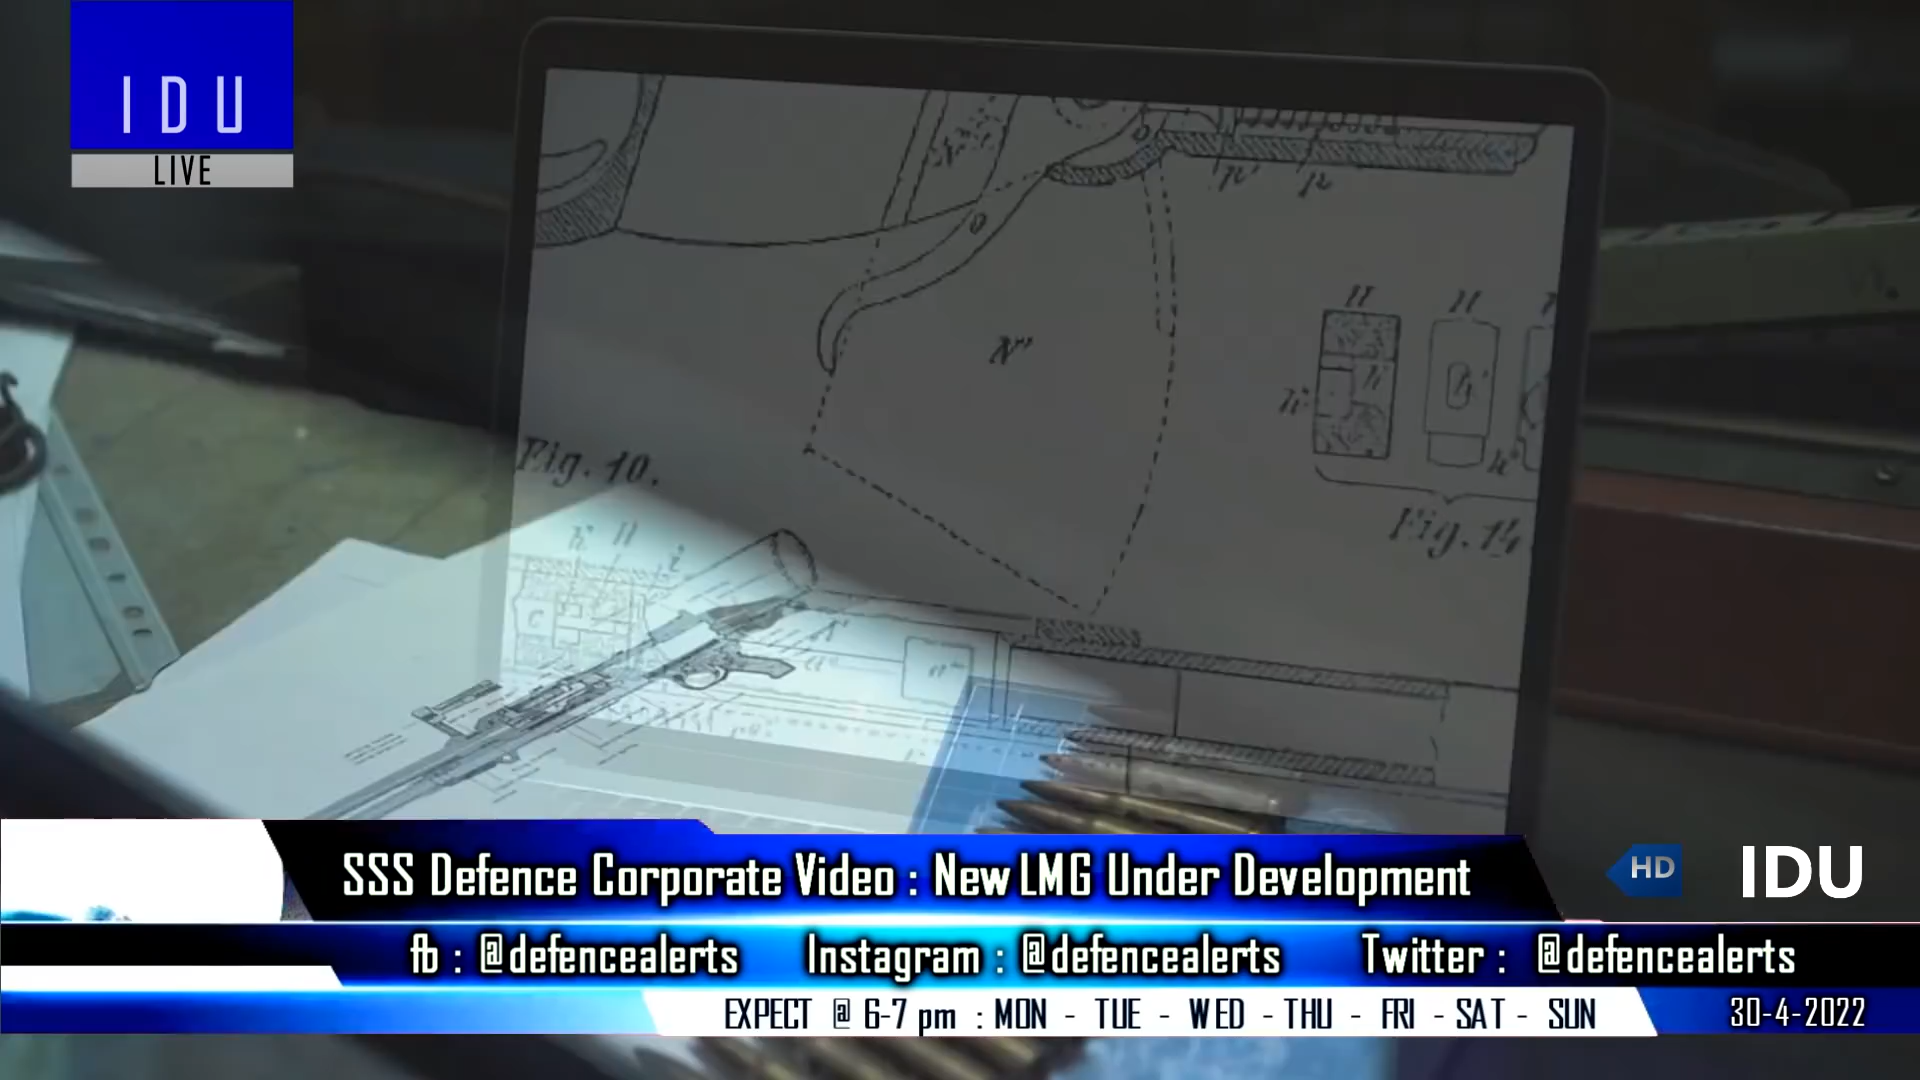 IDU
LIVE
Fig. 10.
Fig. 14
SSS Defence Corporate Video : New LMG Under Development
HD
IDU
fb : @defencealerts Instagram : @defencealerts Twitter : @defencealerts
EXPECT @ 6-7 pm : MON - TUE - WED - THU - FRI - SAT - SUN
30-4-2022